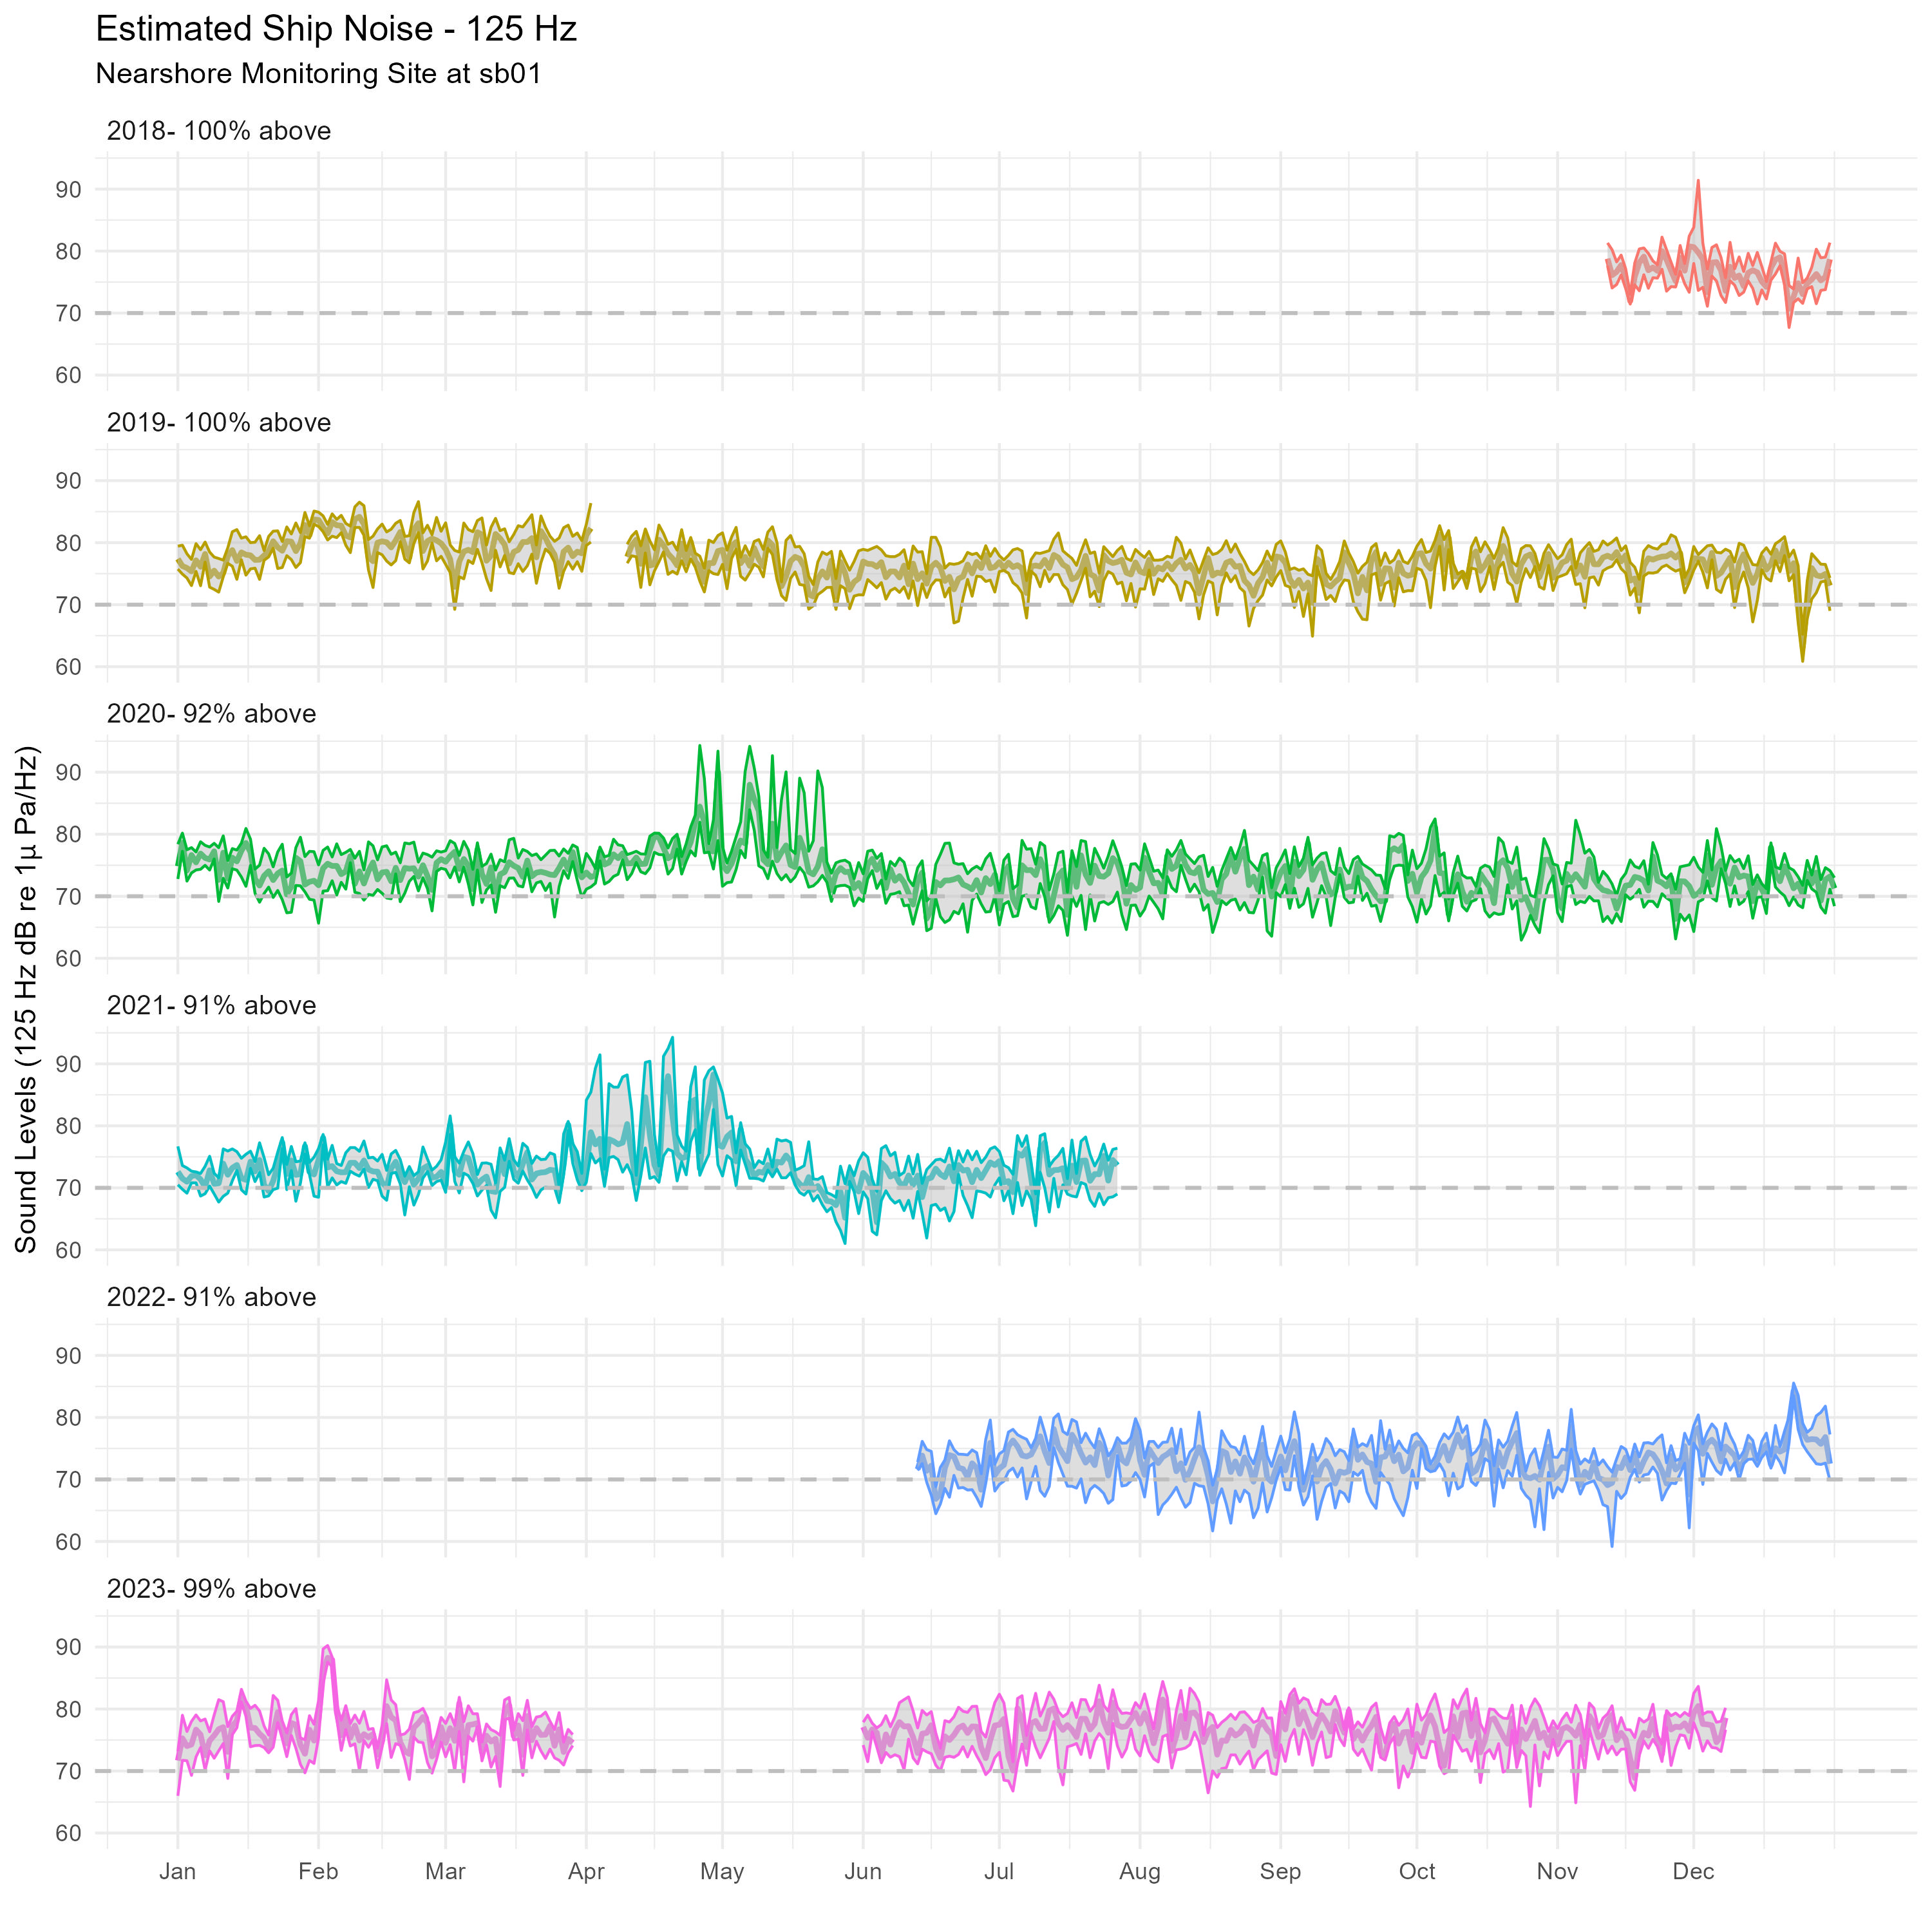 Estimated Ship Noise - 125 Hz
Nearshore Monitoring Site at sb01
Sound Levels (125 Hz dB re 1µ Pa/Hz)
2018- 100% above
90
80
70
60
2019- 100% above
90
80
70
60
2020- 92% above
90
80
70
60
2021- 91% above
90
80
70
60
2022- 91% above
90
80
70
60
2023- 99% above
90
80
70
60
Jan Feb Mar Apr May Jun Jul Aug Sep Oct Nov Dec